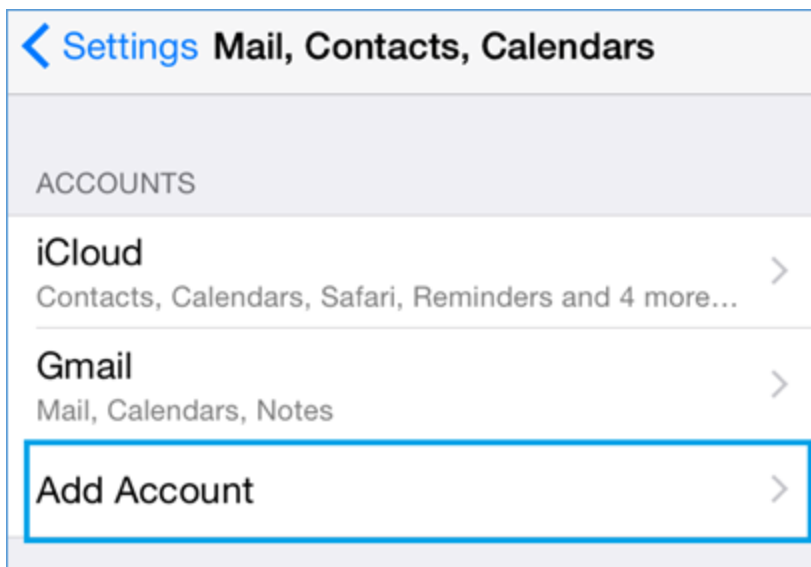 Settings Mail, Contacts, Calendars
ACCOUNTS
iCloud
Contacts, Calendars, Safari, Reminders and 4 more...
Gmail
Mail, Calendars, Notes
Add Account